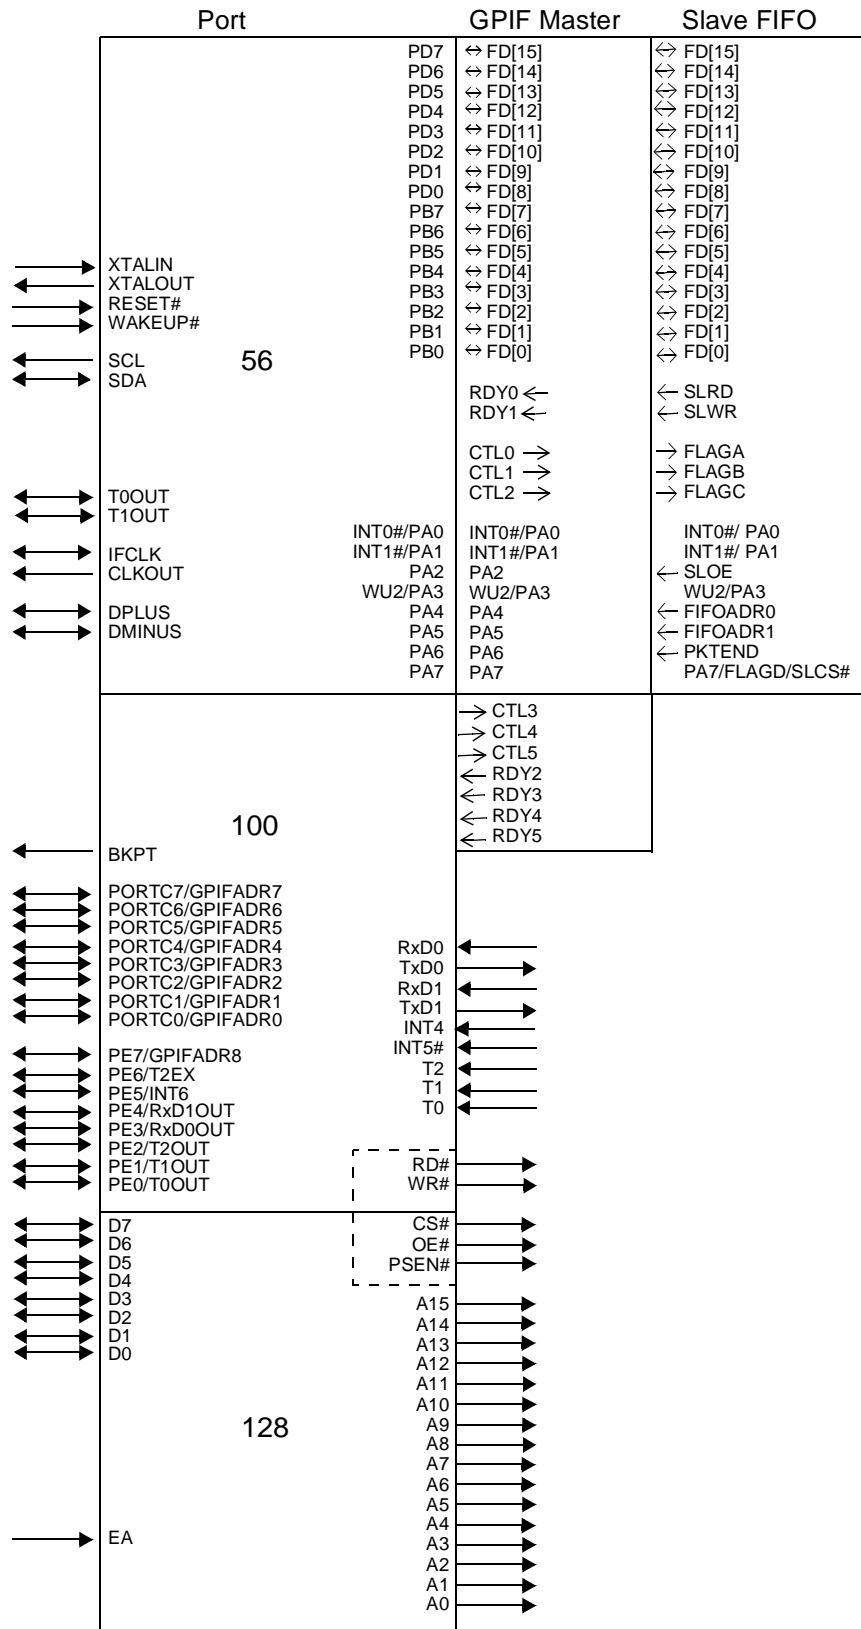 Port GPIF Master Slave FIFO
PD7 FD[15] FD[15]
PD6 FD[14] FD[14]
PD5 FD[13] FD[13]
PD4 FD[12] FD[12]
PD3 FD[11] FD[11]
PD2 FD[10] FD[10]
PD1 FD[9] FD[9]
PD0 FD[8] FD[8]
PB7 FD[7] FD[7]
PB6 FD[6] FD[6]
PB5 FD[5] FD[5]
XTALIN PB4 FD[4] FD[4]
XTALOUT PB3 FD[3] FD[3]
RESET# PB2 FD[2] FD[2]
WAKEUP# PB1 FD[1] FD[1]
SCL 56 PB0 FD[0] FD[0]
SDA
RDY0 SLRD
RDY1 SLWR
CTL0 FLAGA
CTL1 FLAGB
T0OUT CTL2 FLAGC
T1OUT
INT0#/PA0 INT0#/PA0 INT0#/ PA0
IFCLK INT1#/PA1 INT1#/PA1 INT1#/ PA1
CLKOUT PA2 PA2 SLOE
WU2/PA3 WU2/PA3 WU2/PA3
DPLUS PA4 PA4 FIFOADR0
DMINUS PA5 PA5 FIFOADR1
PA6 PA6 PKTEND
PA7 PA7 PA7/FLAGD/SLCS#
CTL3
CTL4
CTL5
RDY2
RDY3
100 RDY4
RDY5
BKPT
PORTC7/GPIFADR7
PORTC6/GPIFADR6
PORTC5/GPIFADR5
PORTC4/GPIFADR4 RxD0
PORTC3/GPIFADR3 TxD0
PORTC2/GPIFADR2 RxD1
PORTC1/GPIFADR1 TxD1
PORTC0/GPIFADR0 INT4
INT5#
PE7/GPIFADR8 T2
PE6/T2EX T1
PE5/INT6 T0
PE4/RxD1OUT
PE3/RxD0OUT
PE2/T2OUT
PE1/T1OUT RD#
PE0/T0OUT WR#
D7 CS#
D6 OE#
D5 PSEN#
D4
D3 A15
D2 A14
D1 A13
D0 A12
A11
A10
128 A9
A8
A7
A6
A5
A4
EA A3
A2
A1
A0